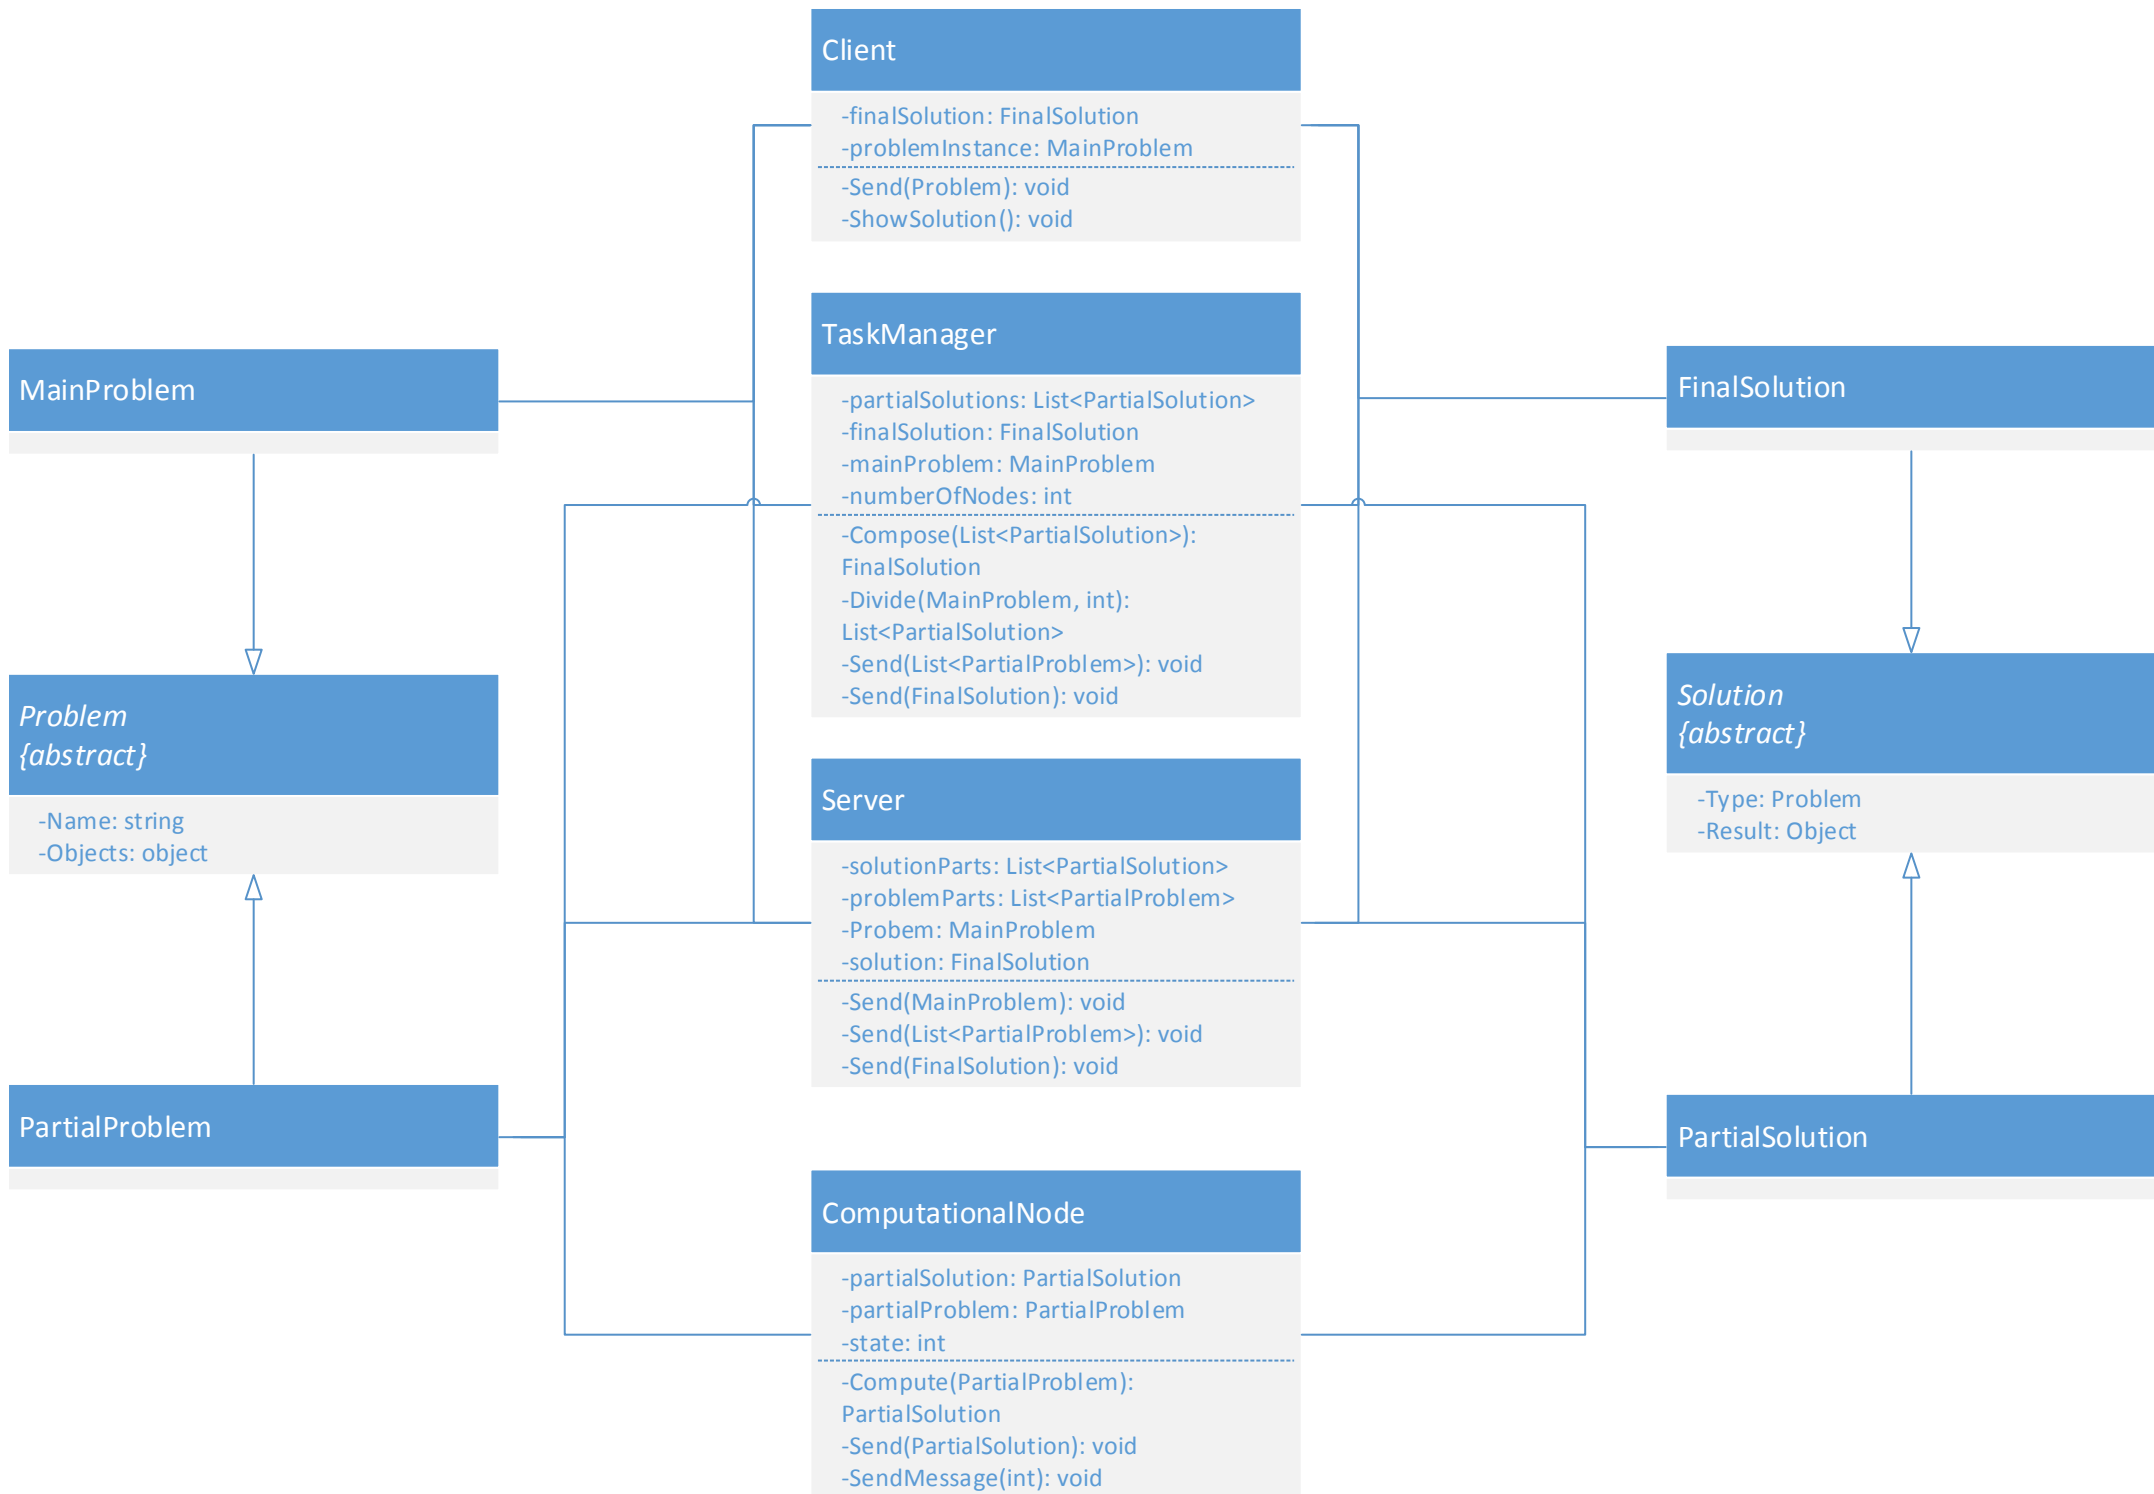 Client
-finalSolution: FinalSolution
-problemInstance: MainProblem
-Send(Problem): void
-ShowSolution(): void
TaskManager
-partialSolutions: List<PartialSolution>
-finalSolution: FinalSolution
-mainProblem: MainProblem
-numberOfNodes: int
-Compose(List<PartialSolution>):
FinalSolution
-Divide(MainProblem, int):
List<PartialSolution>
-Send(List<PartialProblem>): void
-Send(FinalSolution): void
MainProblem
FinalSolution
Problem
{abstract}
-Name: string
-Objects: object
Solution
{abstract}
-Type: Problem
-Result: Object
Server
-solutionParts: List<PartialSolution>
-problemParts: List<PartialProblem>
-Probem: MainProblem
-solution: FinalSolution
-Send(MainProblem): void
-Send(List<PartialProblem>): void
-Send(FinalSolution): void
PartialProblem
PartialSolution
ComputationalNode
-partialSolution: PartialSolution
-partialProblem: PartialProblem
-state: int
-Compute(PartialProblem):
PartialSolution
-Send(PartialSolution): void
-SendMessage(int): void